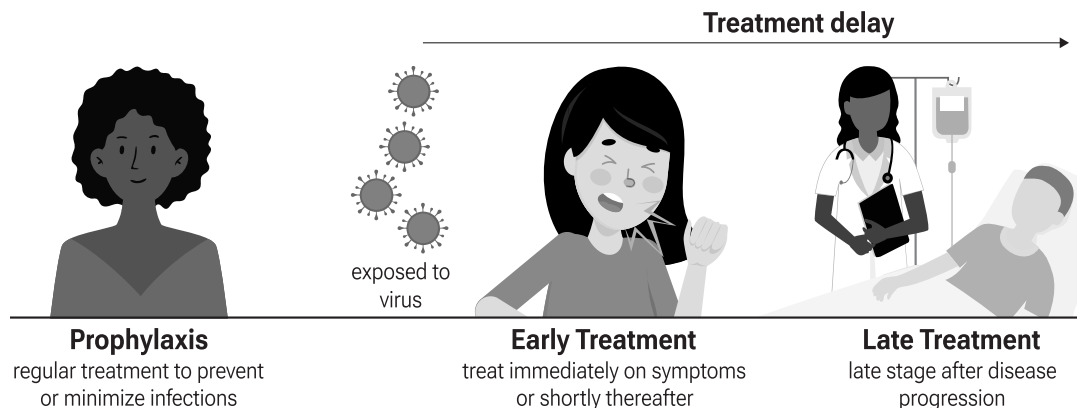 Treatment delay
exposed to
virus
Prophylaxis
regular treatment to prevent
or minimize infections
Early Treatment
treat immediately on symptoms
or shortly thereafter
Late Treatment
late stage after disease
progression